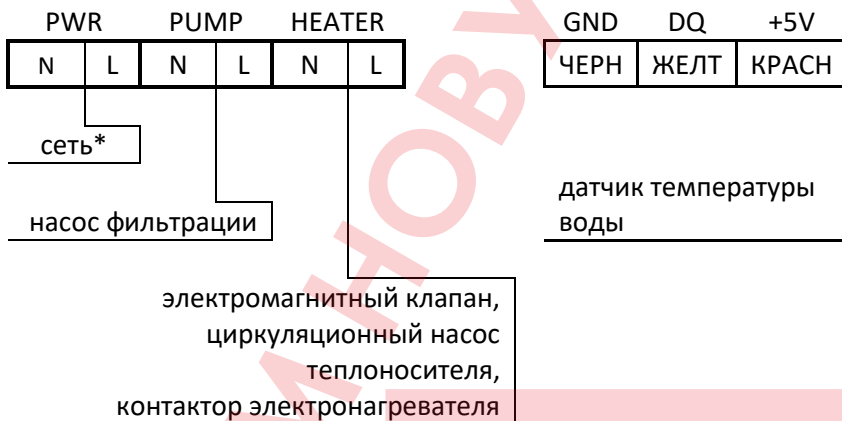 PWR PUMP HEATER GND DQ +5V
N L N L N L ЧЕРН ЖЕЛТ КРАСН
сеть*
насос фильтрации
датчик температуры
воды
электромагнитный клапан,
циркуляционный насос
теплоносителя,
контактор электронагревателя
М НОВУ